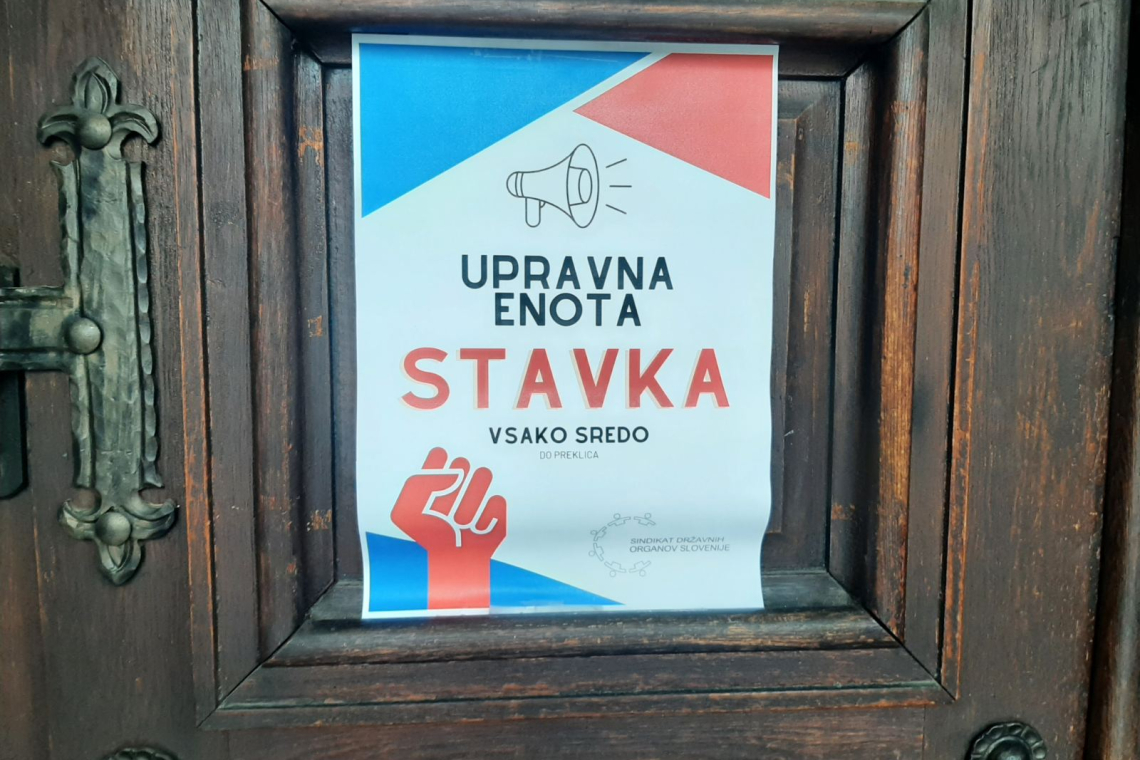 UPRAVNA
ENOTA
STAVKA
VSAKO SREDO
DO PREKLICA
SINDIKAT DRŽAVNIH
ORGANOV SLOVENIJE